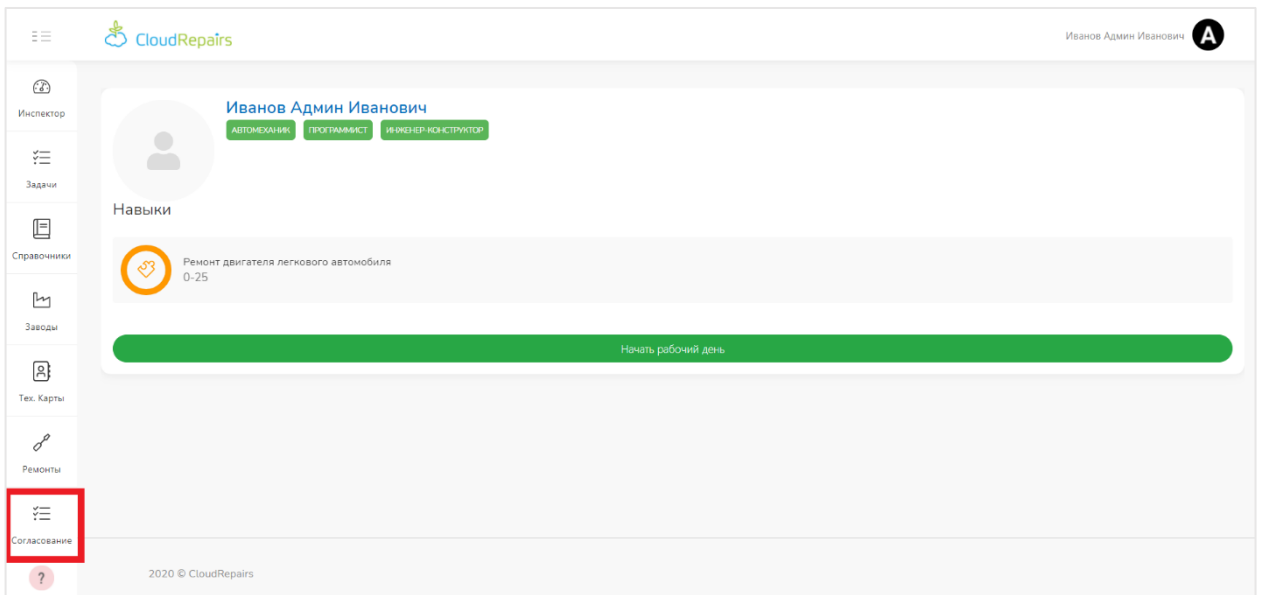 CloudRepairs
Иванов Админ Иванович
A
Инспектор
Задачи
Справочники
Заводы
Тех. Карты
Ремонты
Согласование
?
Иванов Админ Иванович
АВТОМЕХАНИК ПРОГРАММИСТ ИНЖЕНЕР-КОНСТРУКТОР
Навыки
Ремонт двигателя легкового автомобиля
0-25
Начать рабочий день
2020 © CloudRepairs